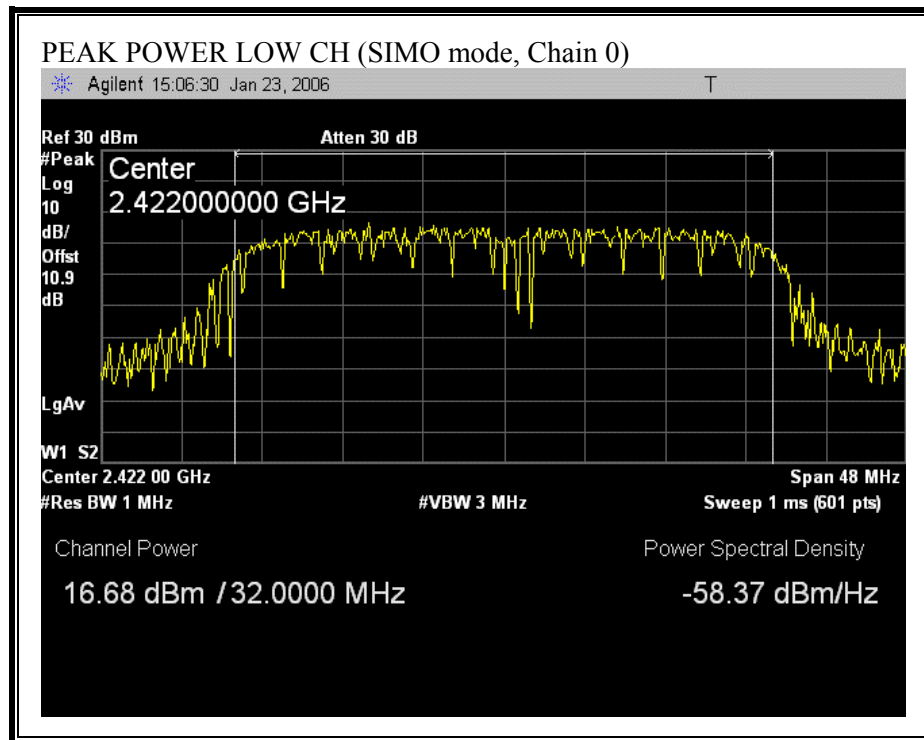 PEAK POWER LOW CH (SIMO mode, Chain 0)
Agilent 15:06:30 Jan 23, 2006 T
Ref 30 dBm Atten 30 dB
#Peak
Log
10
dB/
Offst
10.9
dB
Center
2.422000000 GHz
LgAv
W1 S2
Center 2.422 00 GHz Span 48 MHz
#Res BW 1 MHz #VBW 3 MHz Sweep 1 ms (601 pts)
Channel Power Power Spectral Density
16.68 dBm / 32.0000 MHz -58.37 dBm/Hz